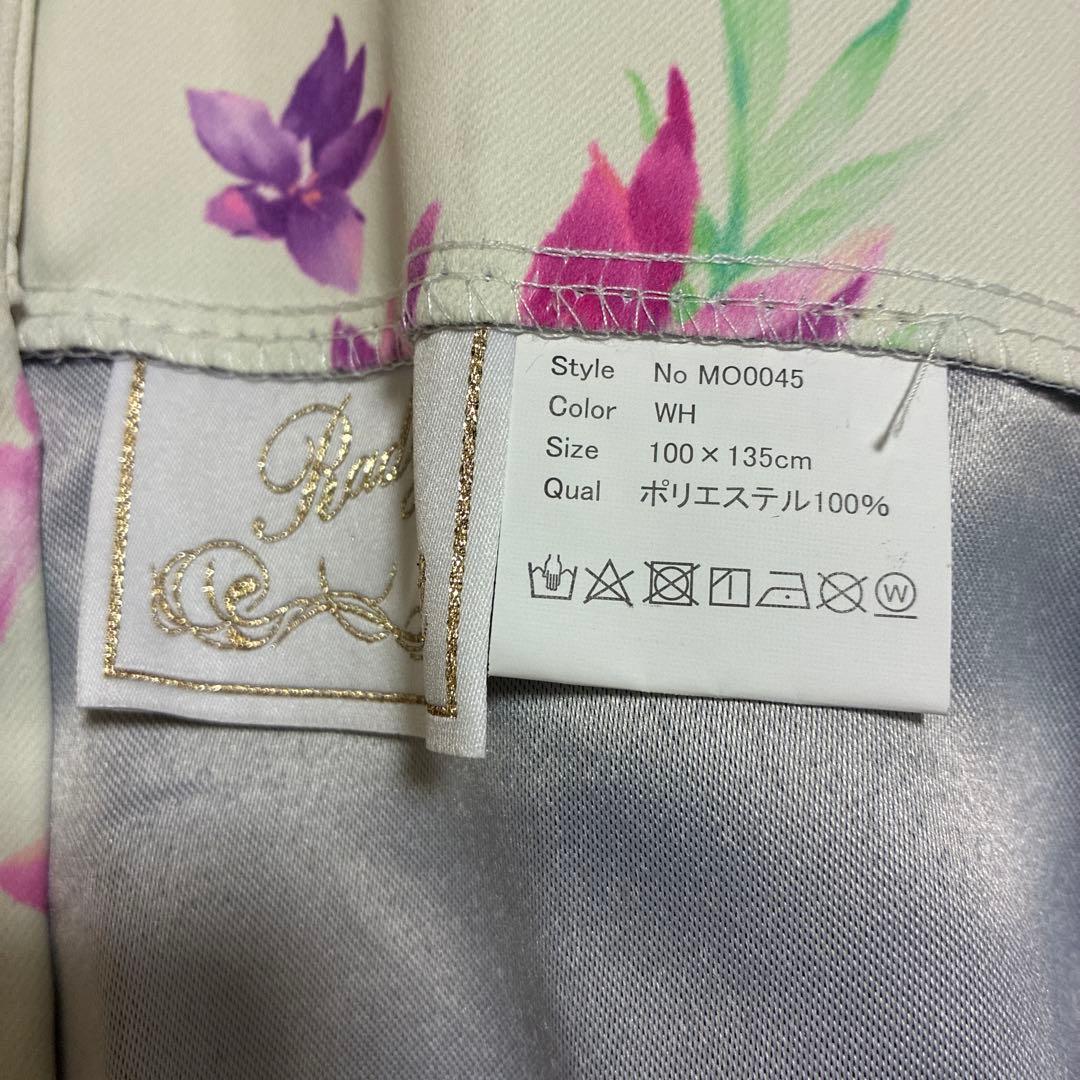 Style No MO0045
Color WH
Size 100×135cm
Qual ポリエステル100%
W